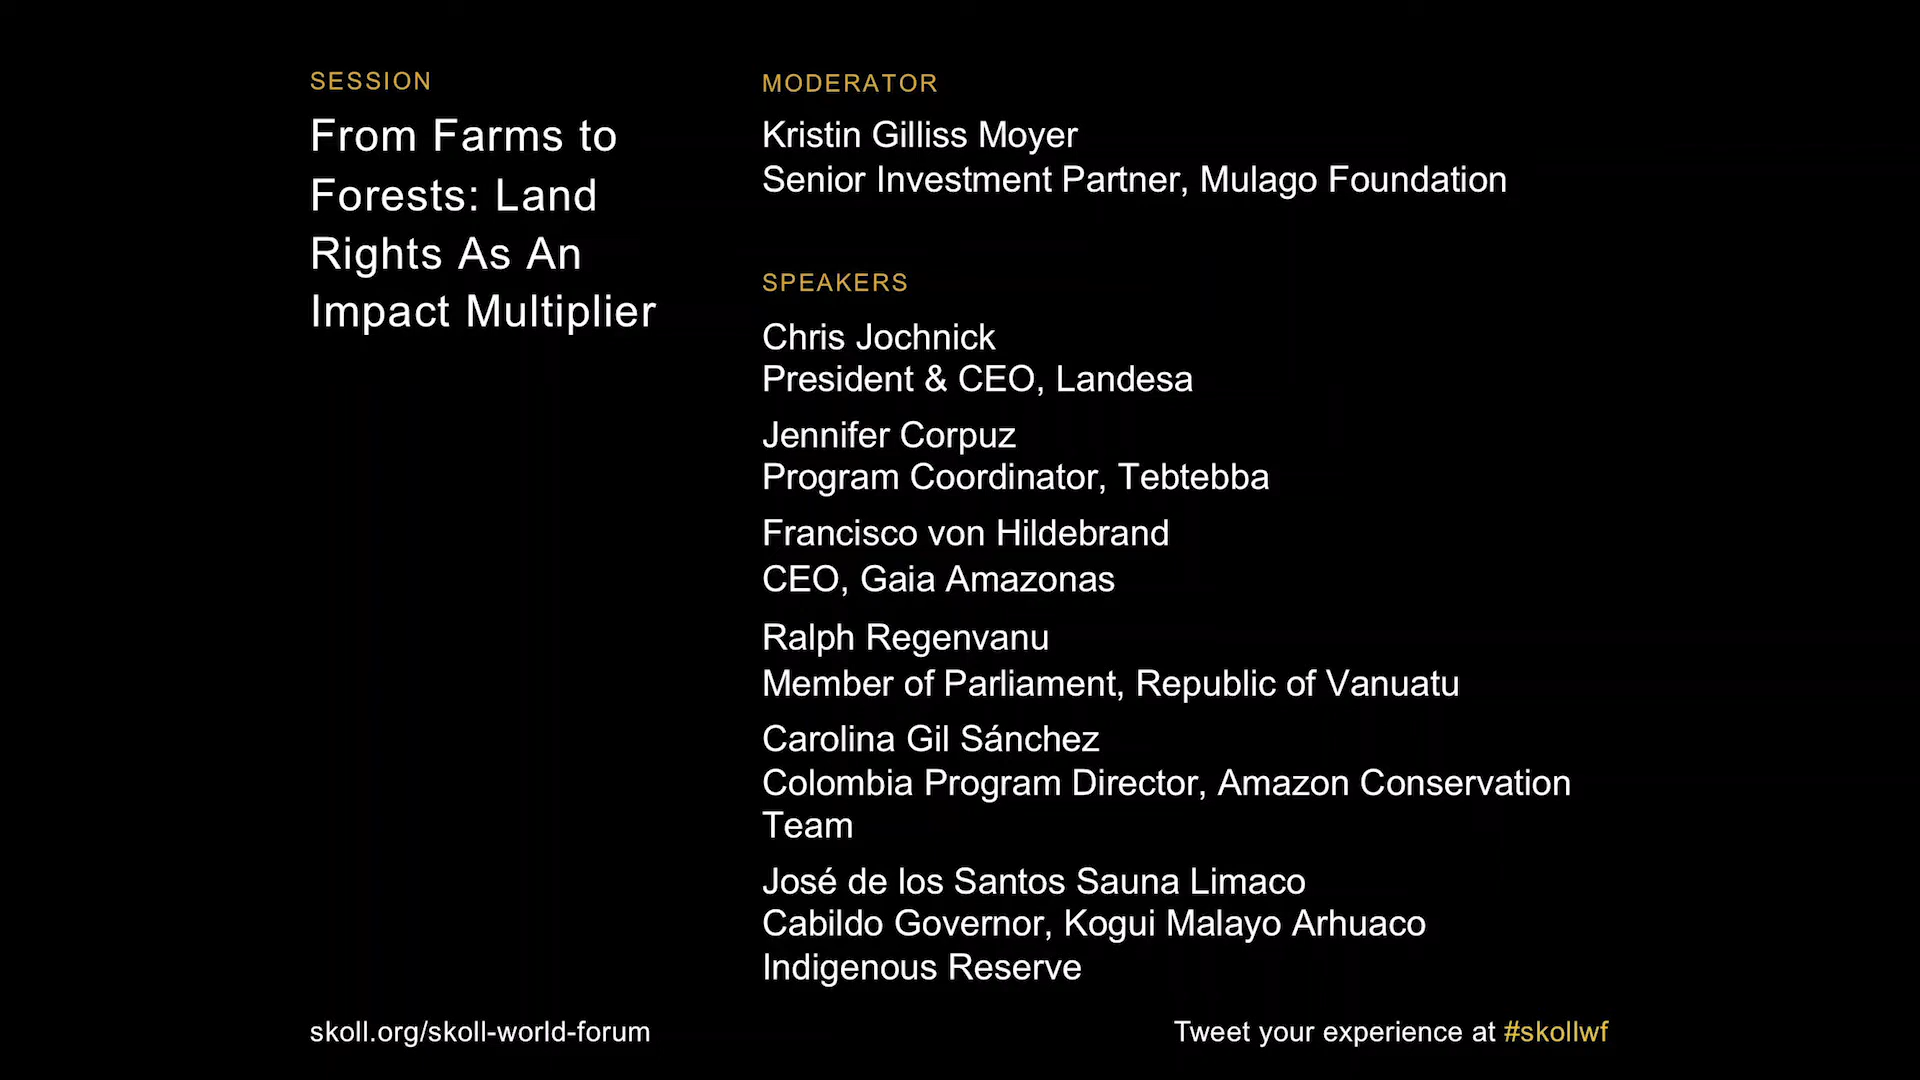 SESSION
From Farms to
Forests: Land
Rights As An
Impact Multiplier
MODERATOR
Kristin Gilliss Moyer
Senior Investment Partner, Mulago Foundation
SPEAKERS
Chris Jochnick
President & CEO, Landesa
Jennifer Corpuz
Program Coordinator, Tebtebba
Francisco von Hildebrand
CEO, Gaia Amazonas
Ralph Regenvanu
Member of Parliament, Republic of Vanuatu
Carolina Gil Sánchez
Colombia Program Director, Amazon Conservation
Team
José de los Santos Sauna Limaco
Cabildo Governor, Kogui Malayo Arhuaco
Indigenous Reserve
skoll.org/skoll-world-forum
Tweet your experience at #skollwf